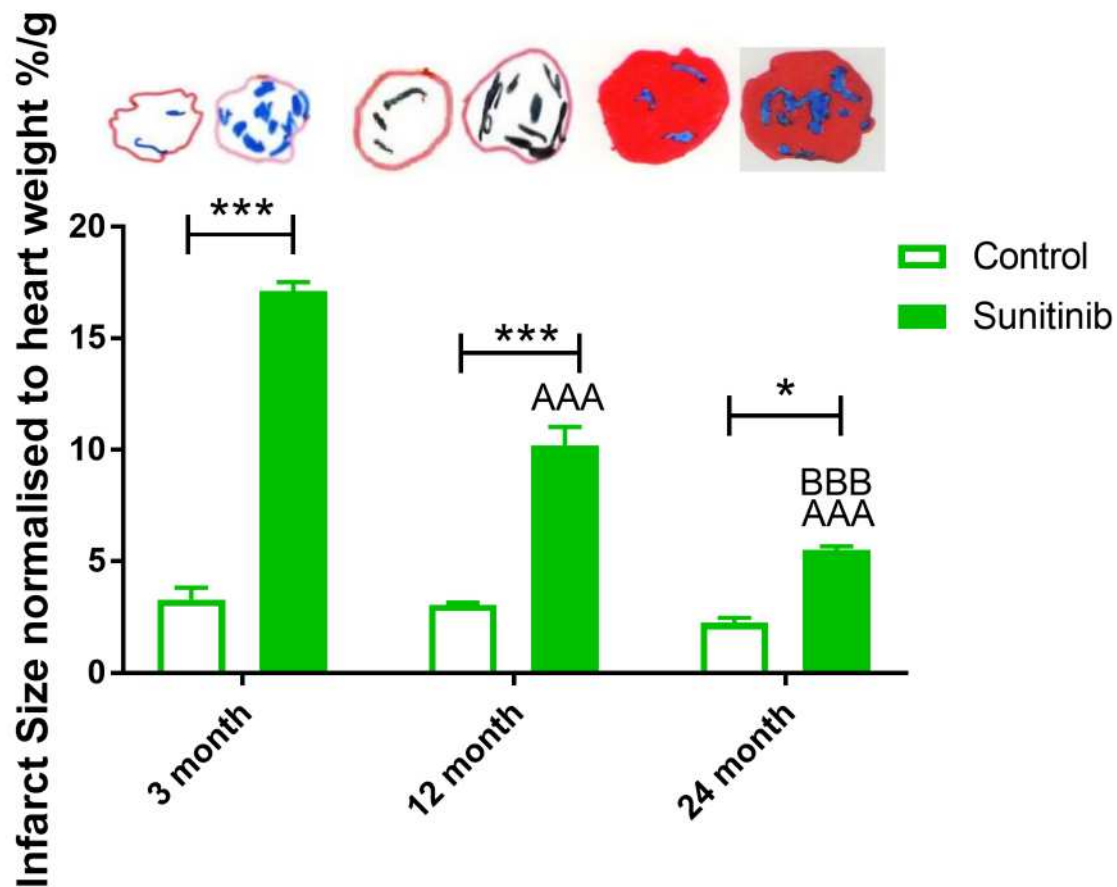 Infarct Size normalised to heart weight %/g
20
15
10
5
0
***
***
AAA
*
BBB
AAA
3 month
12 month
24 month
Control
Sunitinib